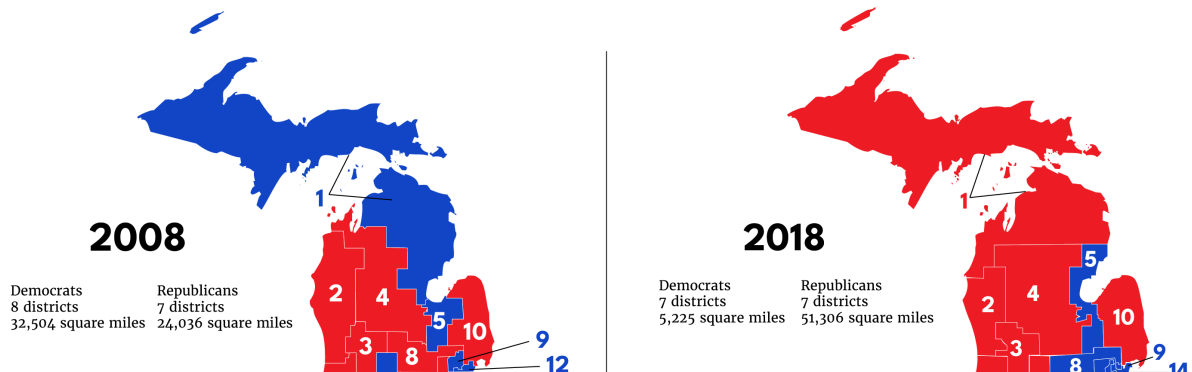 1
2008
Democrats
8 districts
32,504 square miles
Republicans
7 districts
24,036 square miles
2
4
5
10
3
8
9
12
1
2018
Democrats
7 districts
5,225 square miles
Republicans
7 districts
51,306 square miles
5
2
4
10
3
8
9
14